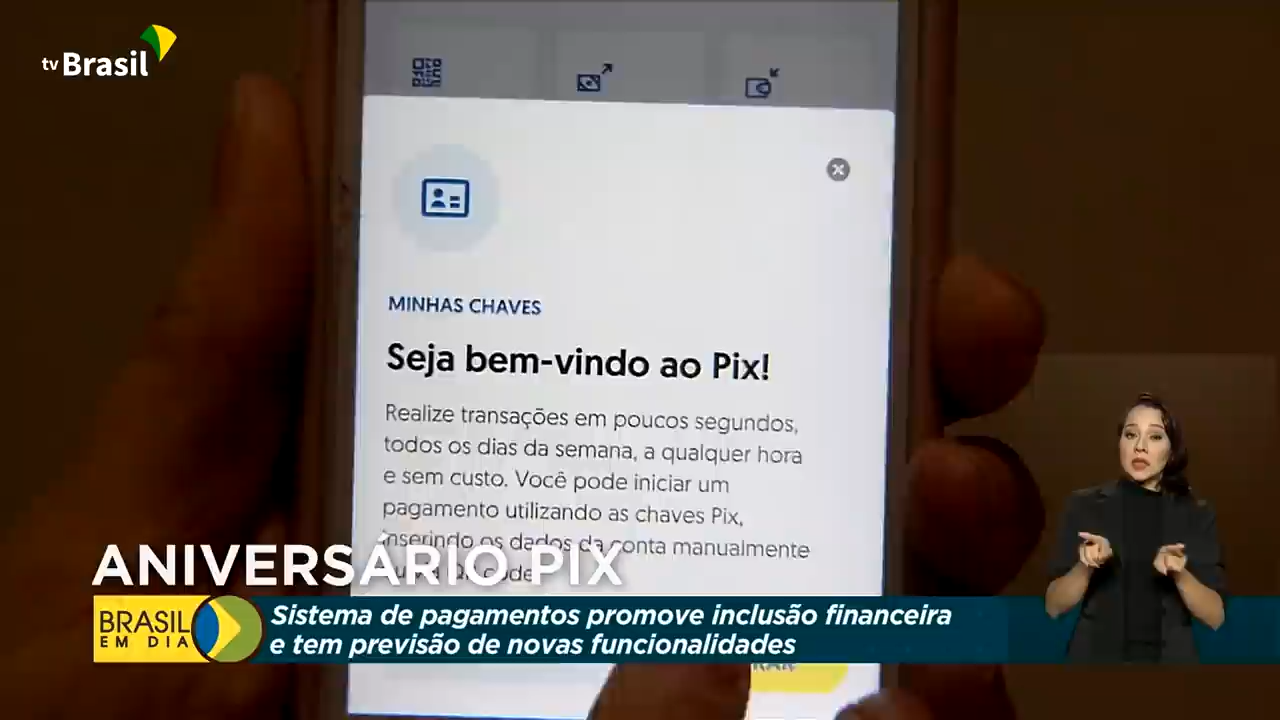 tv Brasil
MINHAS CHAVES
Seja bem-vindo ao Pix!
Realize transações em poucos segundos,
todos os dias da semana, a qualquer hora
e sem custo. Você pode iniciar um
pagamento utilizando as chaves Pix,
inserindo os dados da conta manualmente
ANIVERSÁRIO PIX
BRASIL
EM DIA
Sistema de pagamentos promove inclusão financeira
e tem previsão de novas funcionalidades